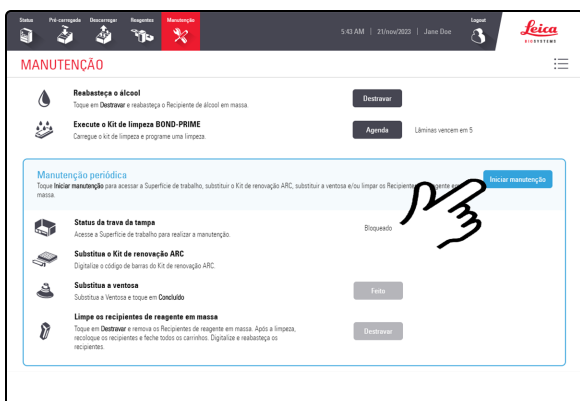 Status Pré-carregada Descarregar Reagentes Manutenção
5:43 AM | 21/nov/2023 | Jane Doe
Logout
Leica
BIOSYSTEMS
MANUTENÇÃO
Reabasteça o álcool
Toque em Destravar e reabasteça o Recipiente de álcool em massa.
Destravar
Execute o Kit de limpeza BOND-PRIME
Carregue o kit de limpeza e programe uma limpeza.
Agenda
Lâminas vencem em 5
Manutenção periódica
Toque Iniciar manutenção para acessar a Superfície de trabalho, substituir o Kit de renovação ARC, substituir a ventosa e/ou limpar os Recipiente reagente em
massa.
Iniciar manutenção
Status da trava da tampa
Acesse a Superfície de trabalho para realizar a manutenção.
Bloqueado
Substitua o Kit de renovação ARC
Digitalize o código de barras do Kit de renovação ARC
Substitua a ventosa
Substitua a Ventosa e toque em Concluído
Feito
Limpe os recipientes de reagente em massa
Toque em Destravar e remova os Recipientes de reagente em massa. Após a limpeza,
recoloque os recipientes e feche todos os carrinhos. Digitalize e reabasteça os
recipientes
Destravar